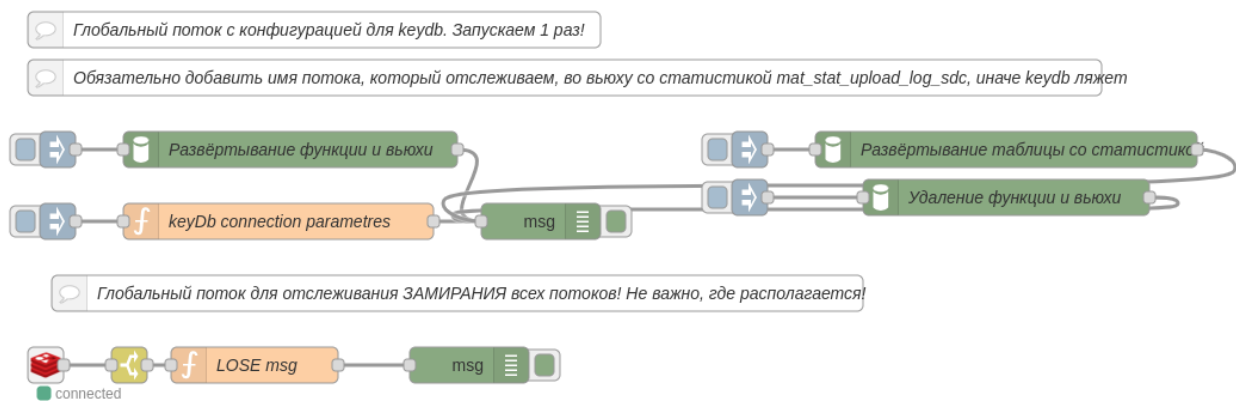 Глобальный поток с конфигурацией для keydb. Запускаем 1 раз!
Обязательно добавить имя потока, который отслеживаем, во вьюху со статистикой mat_stat_upload_log_sdc, иначе keydb ляжет
Развёртывание функции и вьюхи
Развёртывание таблицы со
Удаление функции и вьюхи
keyDb connection parametres
msg
Глобальный поток для отслеживания ЗАМИРАНИЯ всех потоков! Не важно, где располагается!
LOSE msg
msg
connected